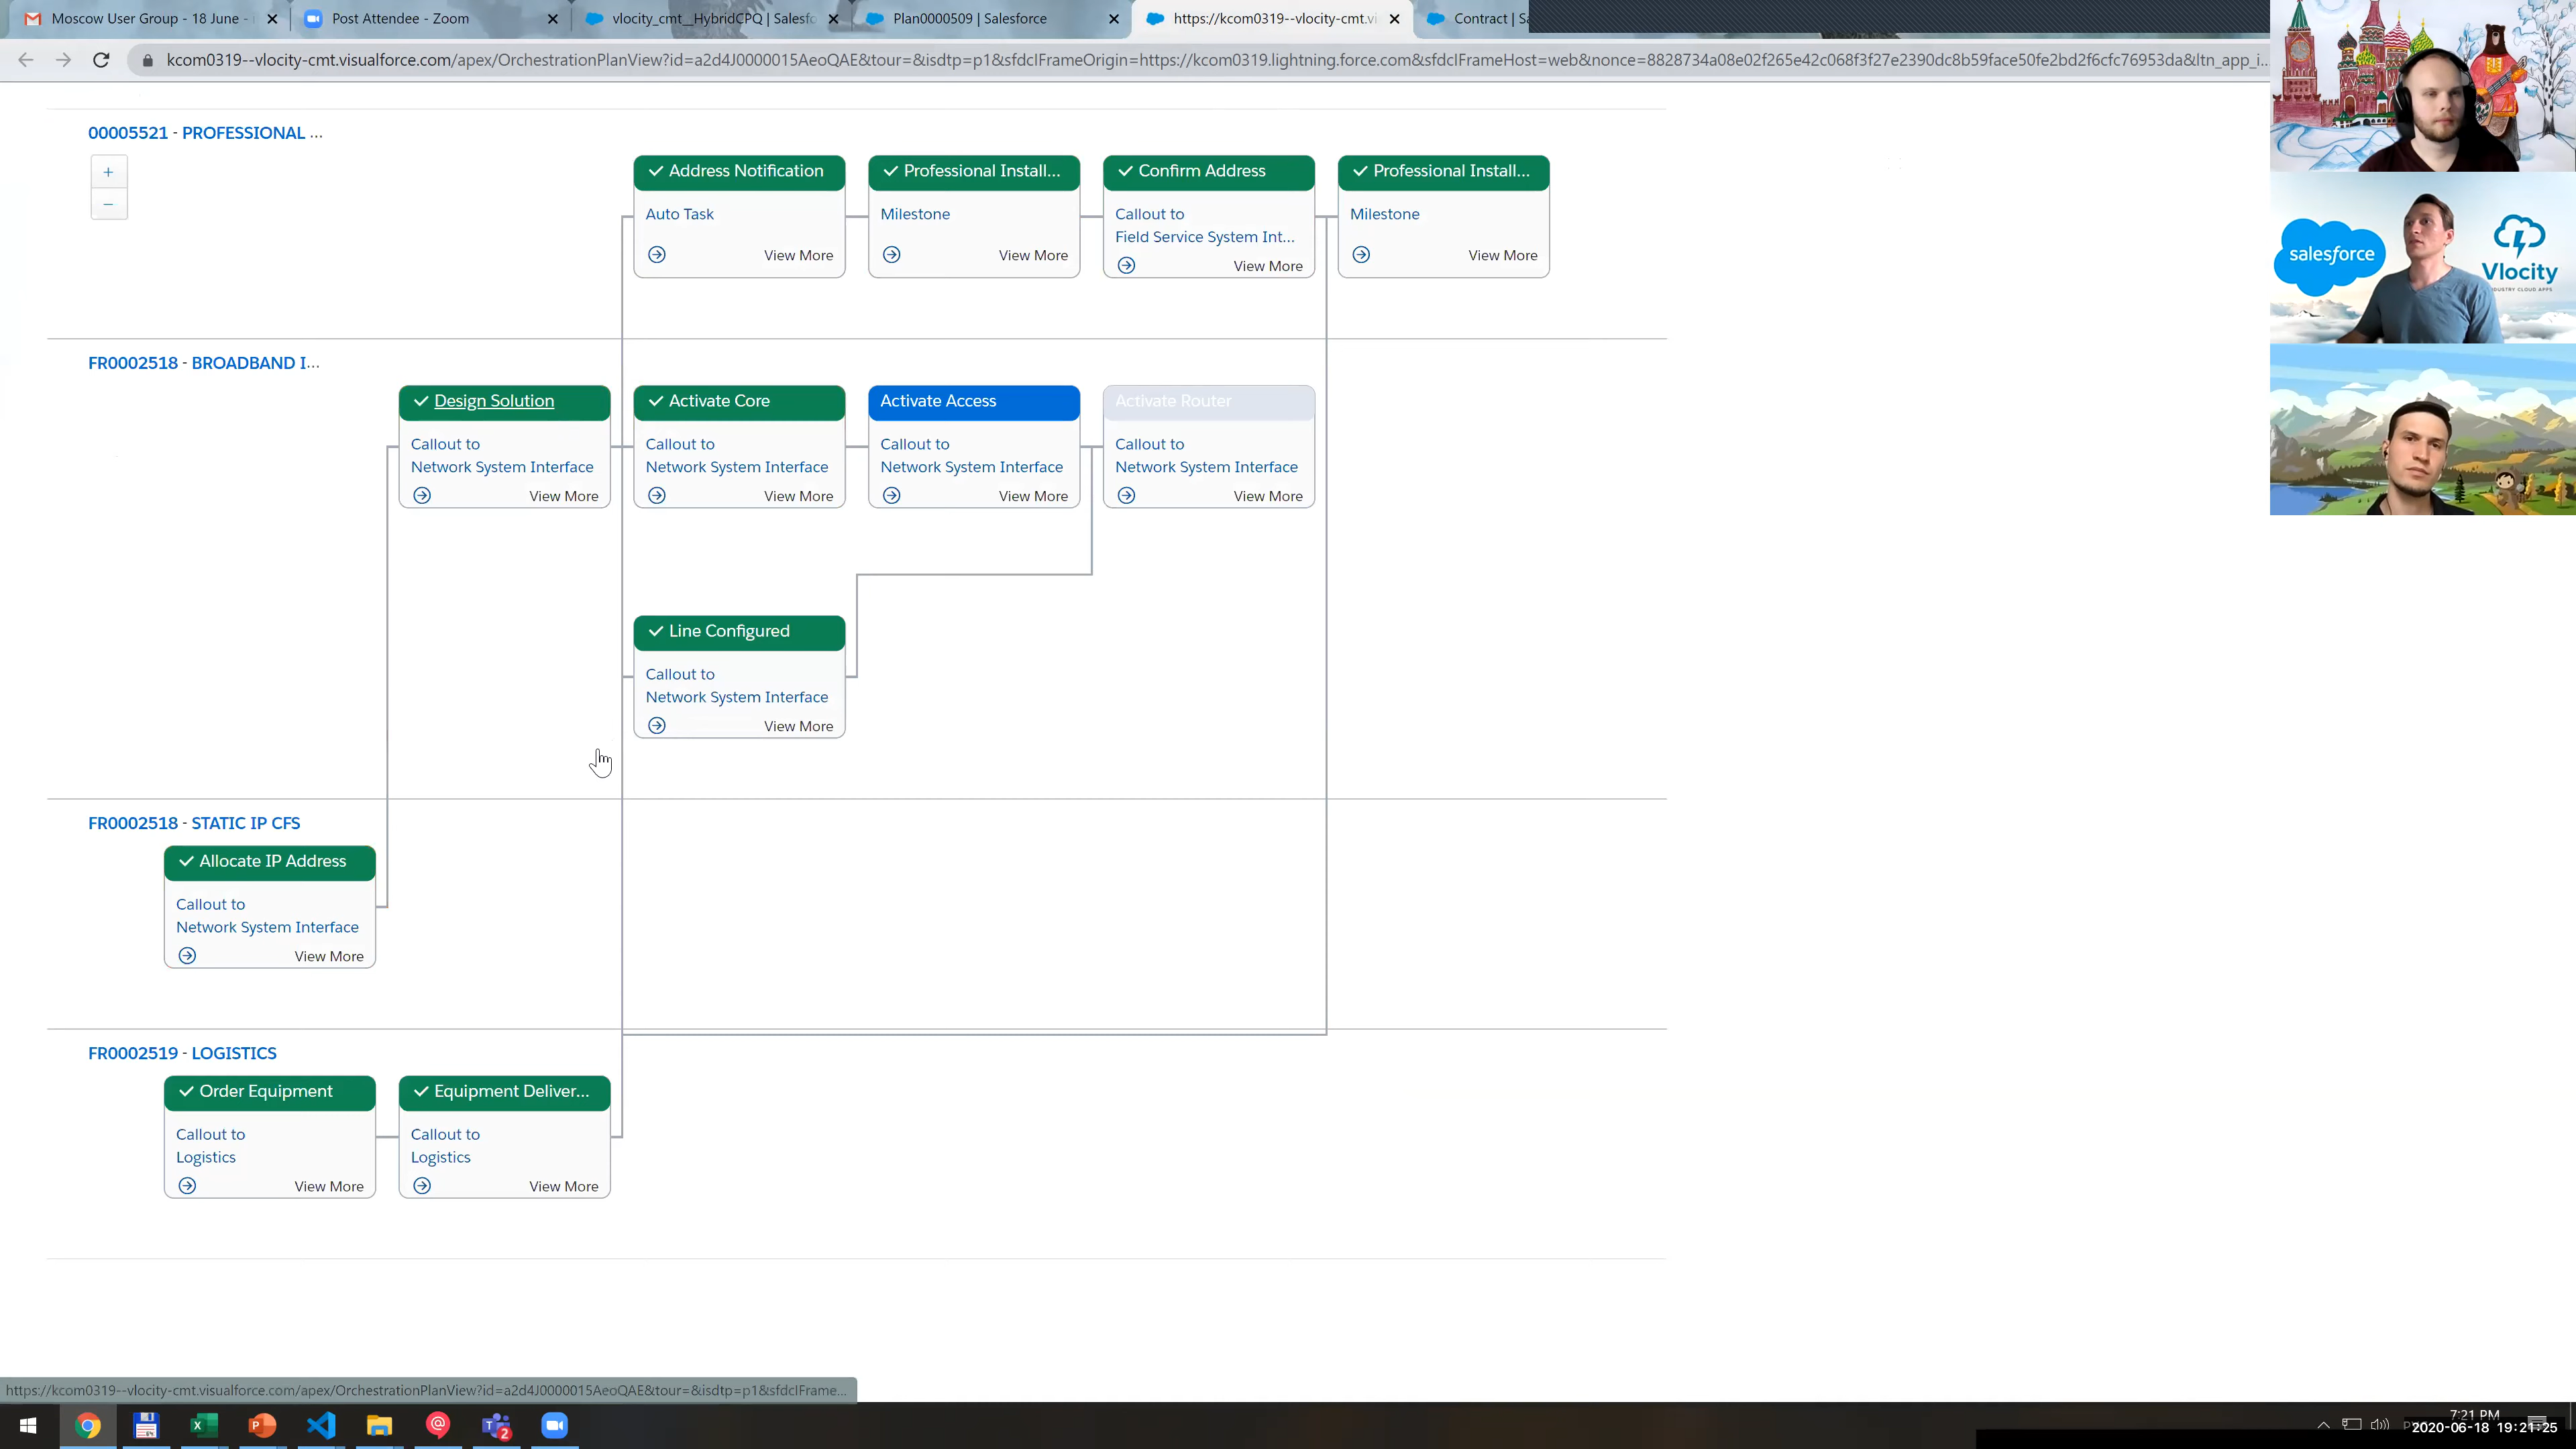 Moscow User Group - 18 June -
Post Attendee - Zoom
vlocity_cmt__HybridCPQ | Salesfo
Plan0000509 | Salesforce
https://kcom0319--vlocity-cmt.vi
Contract | Sa
kcom0319--vlocity-cmt.visualforce.com/apex/OrchestrationPlanView?id=a2d4J0000015AeoQAE&tour=&isdtp=p1&sfdcIFrameOrigin=https://kcom0319.lightning.force.com&sfdcIFrameHost=web&nonce=8828734a08e02f265e42c068f3f27e2390dc8b59face50fe2bd2f6cfc76953da&ltn_app_i...
00005521 - PROFESSIONAL ...
+
−
Address Notification
Auto Task
View More
Professional Install...
Milestone
View More
Confirm Address
Callout to
Field Service System Int...
View More
Professional Install...
Milestone
View More
FR0002518 - BROADBAND I...
Design Solution
Callout to
Network System Interface
View More
Activate Core
Callout to
Network System Interface
View More
Activate Access
Callout to
Network System Interface
View More
Activate Router
Callout to
Network System Interface
View More
Line Configured
Callout to
Network System Interface
View More
FR0002518 - STATIC IP CFS
Allocate IP Address
Callout to
Network System Interface
View More
FR0002519 - LOGISTICS
Order Equipment
Callout to
Logistics
View More
Equipment Deliver...
Callout to
Logistics
View More
salesforce
Vlocity
INDUSTRY CLOUD APPS
https://kcom0319--vlocity-cmt.visualforce.com/apex/OrchestrationPlanView?id=a2d4J0000015AeoQAE&tour=&isdtp=p1&sfdcIFrame...
7:21 PM
2020-06-18 19:21:25